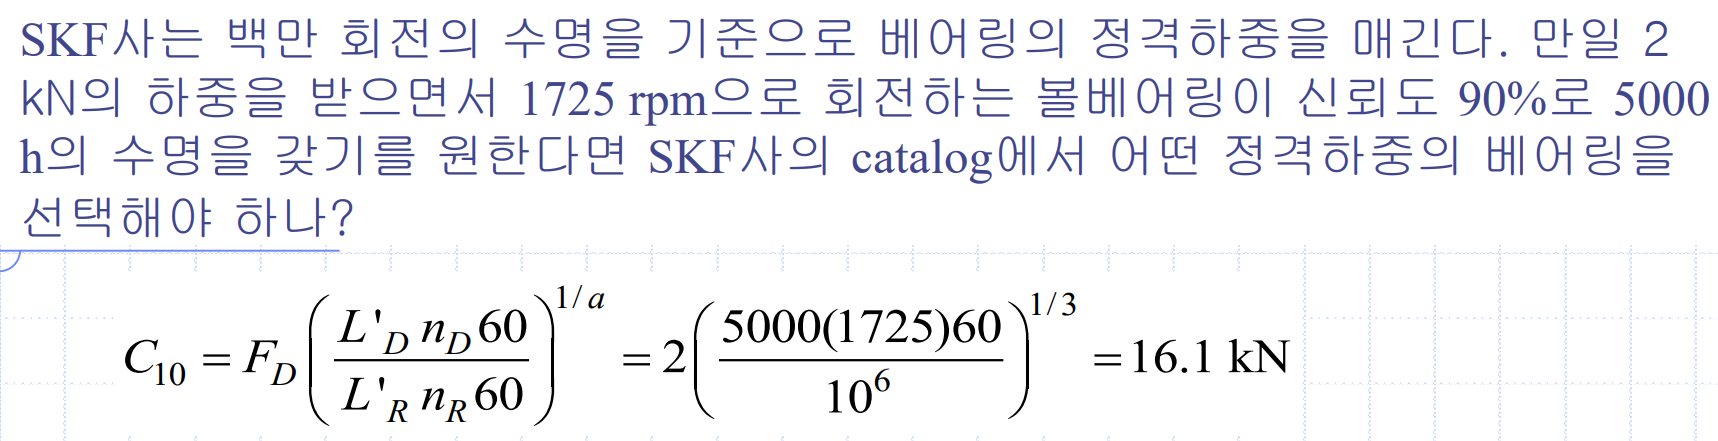 SKF사는 백만 회전의 수명을 기준으로 베어링의 정격하중을 매긴다. 만일 2
kN의 하중을 받으면서 1725 rpm으로 회전하는 볼베어링이 신뢰도 90%로 5000
h의 수명을 갖기를 원한다면 SKF사의 catalog에서 어떤 정격하중의 베어링을
선택해야 하나?
C_{10} = F_D \left( \frac{L'_D n_D 60}{L'_R n_R 60} \right)^{1/a} = 2 \left( \frac{5000(1725)60}{10^6} \right)^{1/3} = 16.1 kN